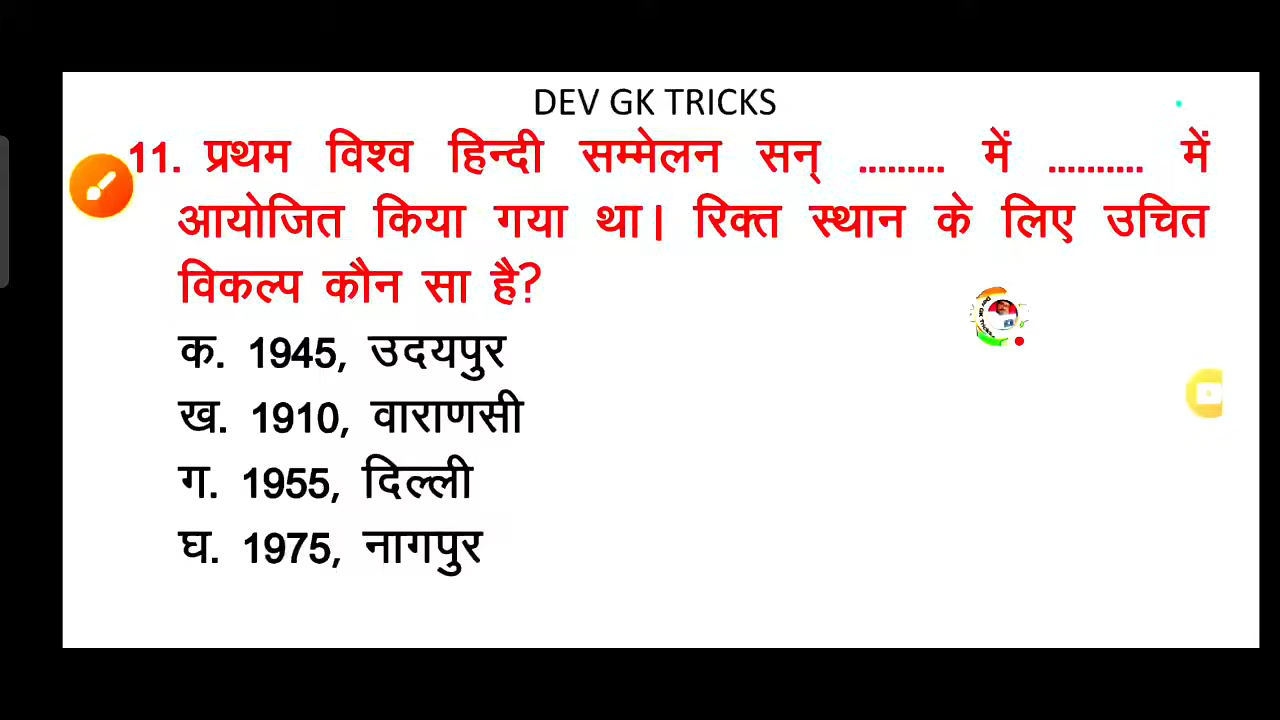 DEV GK TRICKS
11. प्रथम विश्व हिन्दी सम्मेलन सन् ......... में .......... में
आयोजित किया गया था। रिक्त स्थान के लिए उचित
विकल्प कौन सा है?
क. 1945, उदयपुर
ख. 1910, वाराणसी
ग. 1955, दिल्ली
घ. 1975, नागपुर